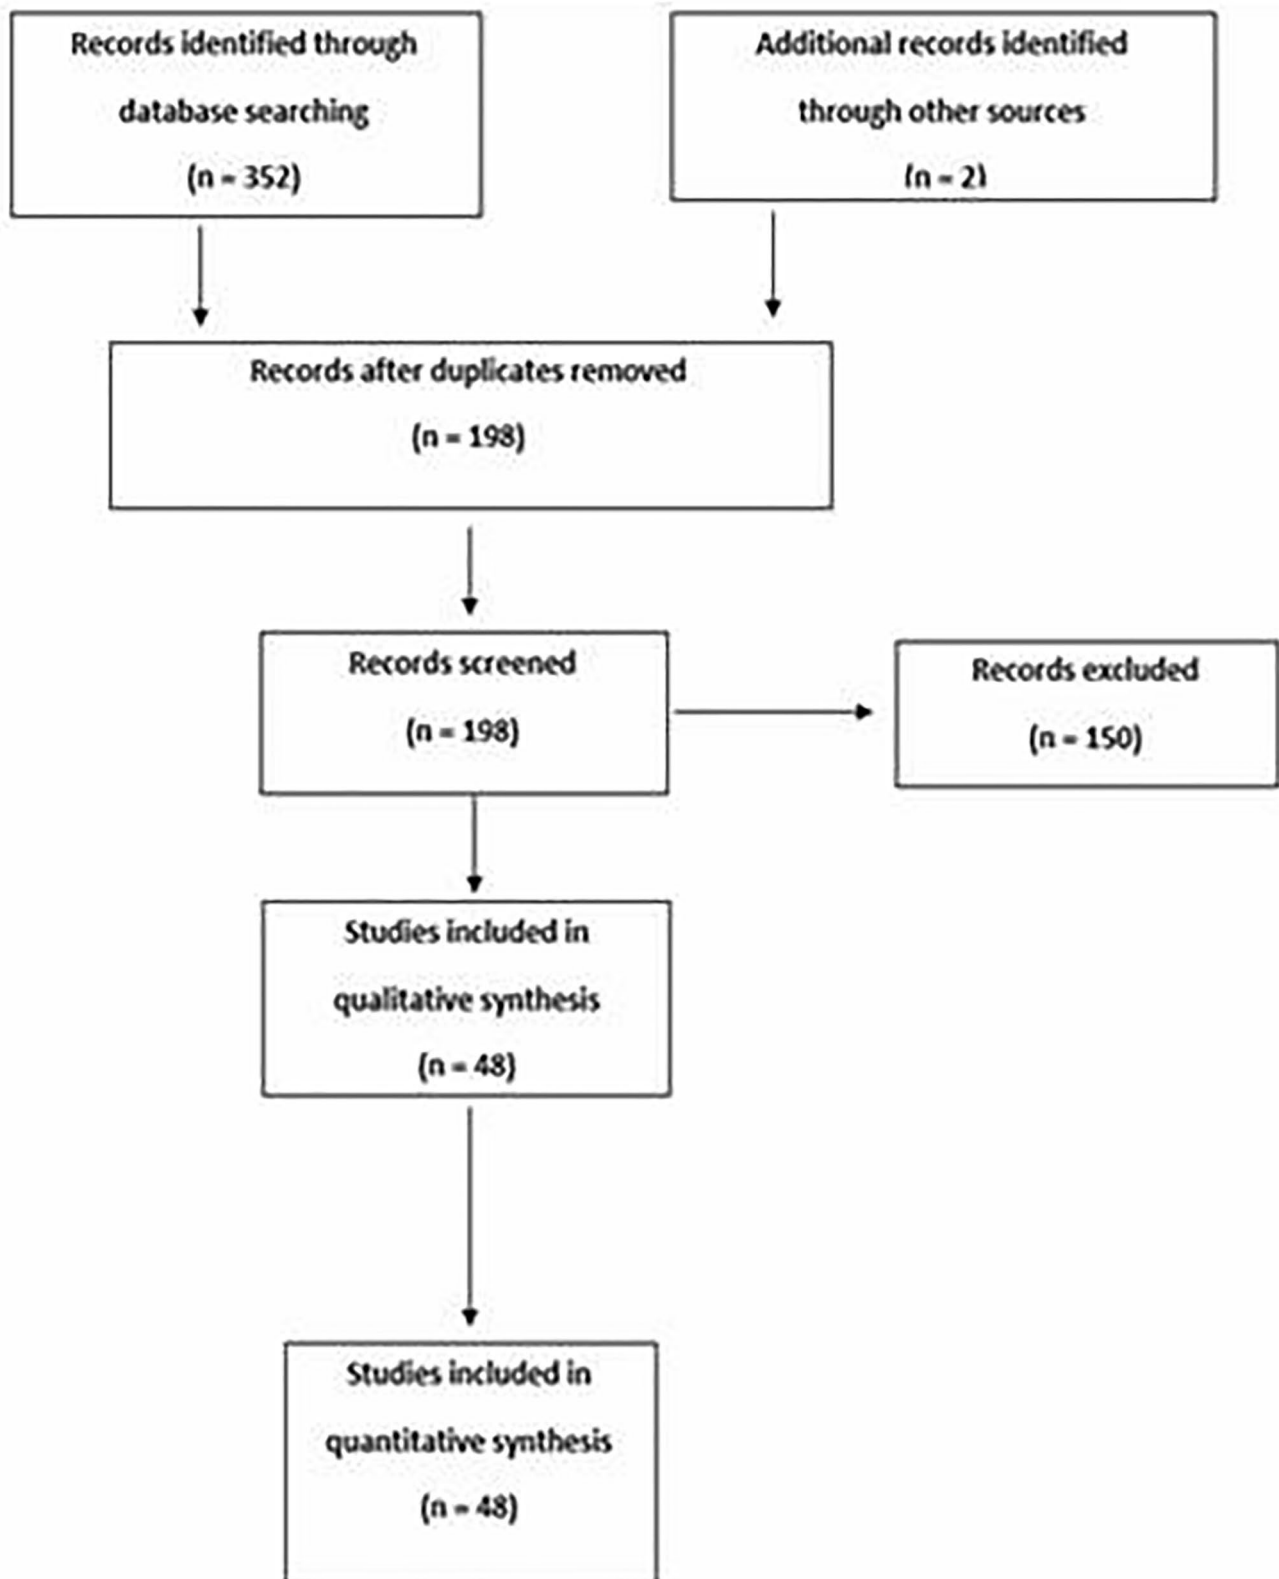 Records identified through
database searching
(n = 352)
Additional records identified
through other sources
(n = 2)
Records after duplicates removed
(n = 198)
Records screened
(n = 198)
Records excluded
(n = 150)
Studies included in
qualitative synthesis
(n = 48)
Studies included in
quantitative synthesis
(n = 48)